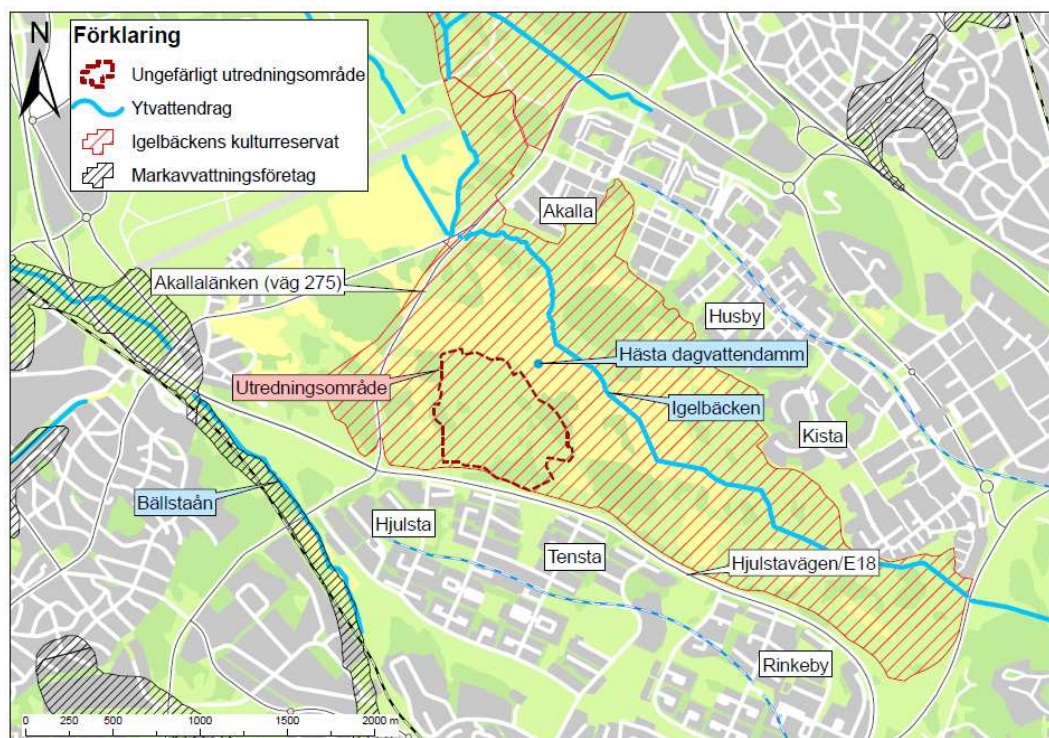 N
Förklaring
Ungefärligt utredningsområde
Ytvattendrag
Igelbäckens kulturreservat
Markavvattningsföretag
Akalla
Akallalänken (väg 275)
Husby
Hästa dagvattendamm
Utredningsområde
Igelbäcken
Kista
Bällstaån
Hjulsta
Tensta
Hjulstavägen/E18
Rinkeby
0 250 500 1000 1500 2000 m